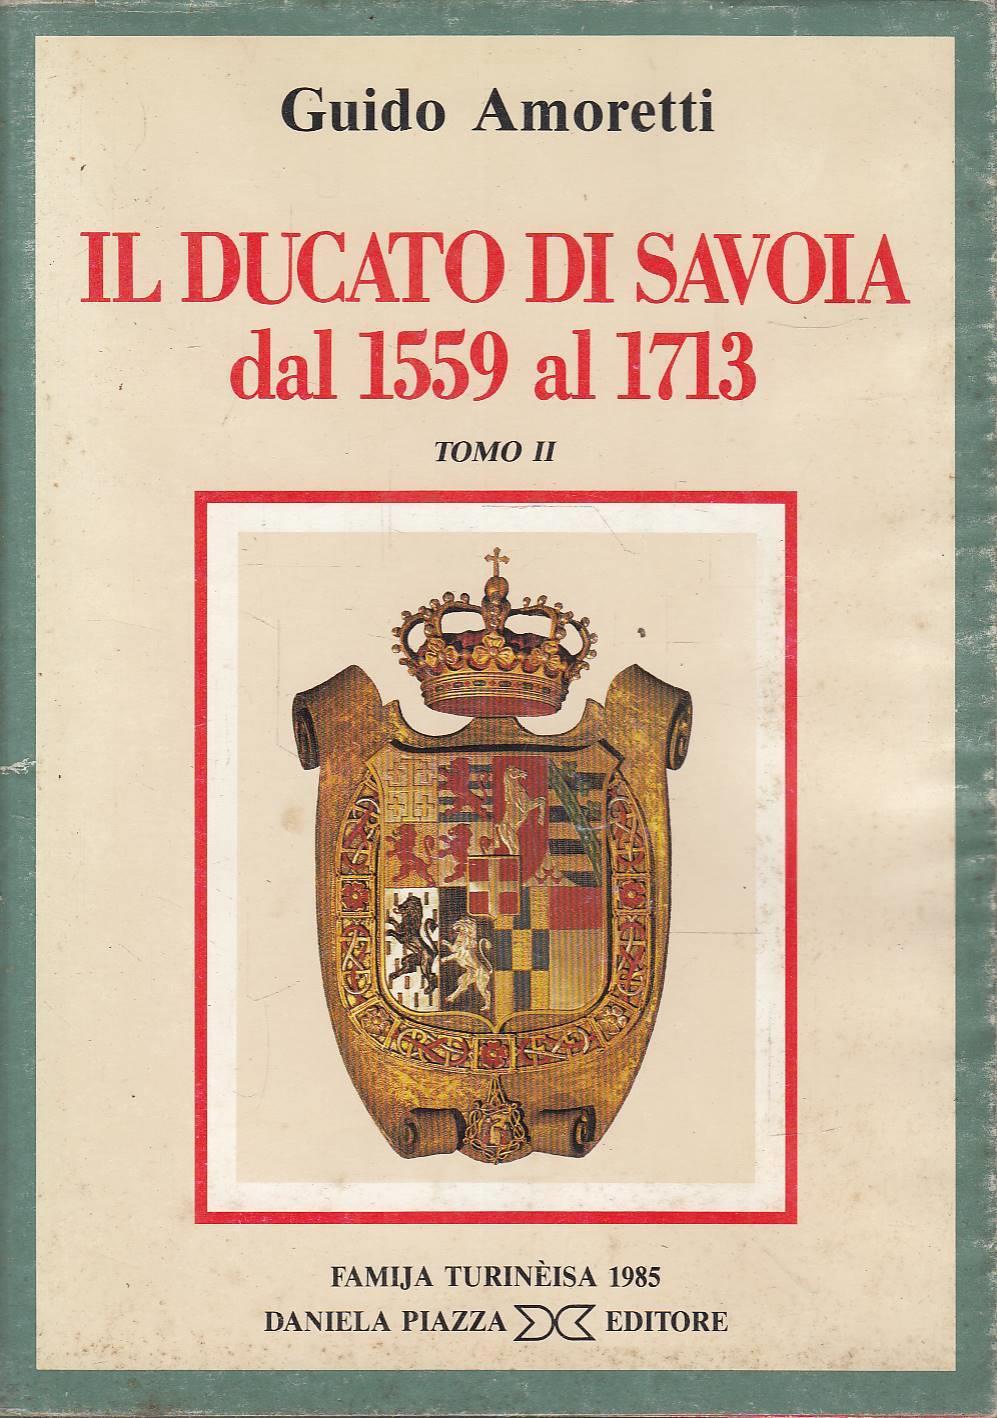 Guido Amoretti
IL DUCATO DI SAVOIA
dal 1559 al 1713
TOMO II
FAMIJA TURINÈISA 1985
DANIELA PIAZZA EDITORE